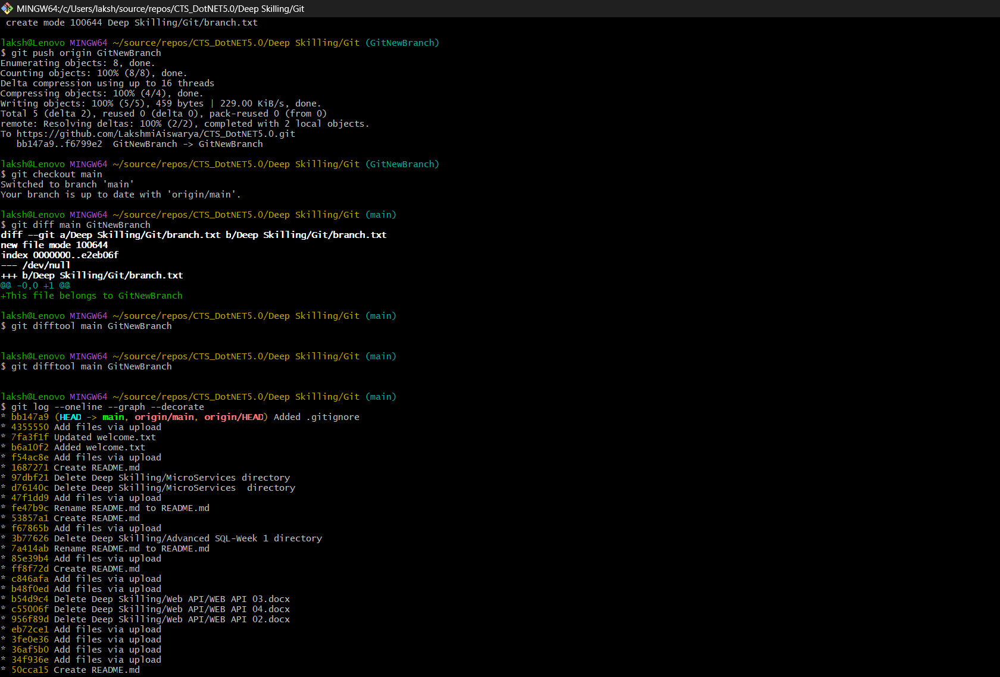 MINGW64:/c/Users/laksh/source/repos/CTS_DotNET5.0/Deep Skilling/Git
 create mode 100644 Deep Skilling/Git/branch.txt
laksh@Lenovo MINGW64 ~/source/repos/CTS_DotNET5.0/Deep Skilling/Git (GitNewBranch)
$ git push origin GitNewBranch
Enumerating objects: 8, done.
Counting objects: 100% (8/8), done.
Delta compression using up to 16 threads
Compressing objects: 100% (4/4), done.
Writing objects: 100% (5/5), 459 bytes | 229.00 KiB/s, done.
Total 5 (delta 2), reused 0 (delta 0), pack-reused 0 (from 0)
remote: Resolving deltas: 100% (2/2), completed with 2 local objects.
To https://github.com/LakshmiAiswarya/CTS_DotNET5.0.git
   bb147a9..f6799e2  GitNewBranch -> GitNewBranch
laksh@Lenovo MINGW64 ~/source/repos/CTS_DotNET5.0/Deep Skilling/Git (GitNewBranch)
$ git checkout main
Switched to branch 'main'
Your branch is up to date with 'origin/main'.
laksh@Lenovo MINGW64 ~/source/repos/CTS_DotNET5.0/Deep Skilling/Git (main)
$ git diff main GitNewBranch
diff --git a/Deep Skilling/Git/branch.txt b/Deep Skilling/Git/branch.txt
new file mode 100644
index 0000000..e2eb06f
--- /dev/null
+++ b/Deep Skilling/Git/branch.txt
@@ -0,0 +1 @@
+This file belongs to GitNewBranch
laksh@Lenovo MINGW64 ~/source/repos/CTS_DotNET5.0/Deep Skilling/Git (main)
$ git difftool main GitNewBranch
laksh@Lenovo MINGW64 ~/source/repos/CTS_DotNET5.0/Deep Skilling/Git (main)
$ git difftool main GitNewBranch
laksh@Lenovo MINGW64 ~/source/repos/CTS_DotNET5.0/Deep Skilling/Git (main)
$ git log --oneline --graph --decorate
* bb147a9 (HEAD -> main, origin/main, origin/HEAD) Added .gitignore
* 4355550 Add files via upload
* 7fa3f1f Updated welcome.txt
* b6a10f2 Added welcome.txt
* f54ac8e Add files via upload
* 1687271 Create README.md
* 97dbf21 Delete Deep Skilling/MicroServices directory
* d76140c Delete Deep Skilling/MicroServices  directory
* 47f1dd9 Add files via upload
* fe47b9c Rename README.md to README.md
* 53857a1 Create README.md
* f67865b Add files via upload
* 3b77626 Delete Deep Skilling/Advanced SQL-Week 1 directory
* 7a414ab Rename README.md to README.md
* 85e39b4 Add files via upload
* ff8f72d Create README.md
* c846afa Add files via upload
* b48f0ed Add files via upload
* b54d9c4 Delete Deep Skilling/Web API/WEB API 03.docx
* c55006f Delete Deep Skilling/Web API/WEB API 04.docx
* 956f89d Delete Deep Skilling/Web API/WEB API 02.docx
* eb72ce1 Add files via upload
* 3fe0e36 Add files via upload
* 36af5b0 Add files via upload
* 34f936e Add files via upload
* 50cca15 Create README.md